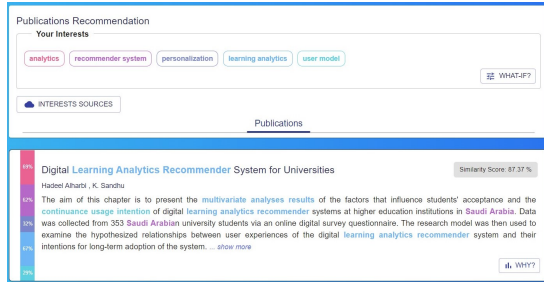 Publications Recommendation
Your Interests
analytics recommender system personalization learning analytics user model
WHAT-IF?
INTERESTS SOURCES
Publications
Digital Learning Analytics Recommender System for Universities
Similarity Score: 87.37 %
Hadeel Alharbi , K. Sandhu
The aim of this chapter is to present the multivariate analyses results of the factors that influence students' acceptance and the
continuance usage intention of digital learning analytics recommender systems at higher education institutions in Saudi Arabia. Data
was collected from 353 Saudi Arabian university students via an online digital survey questionnaire. The research model was then used to
examine the hypothesized relationships between user experiences of the digital learning analytics recommender system and their
intentions for long-term adoption of the system. ... show more
WHY?
32%
29%